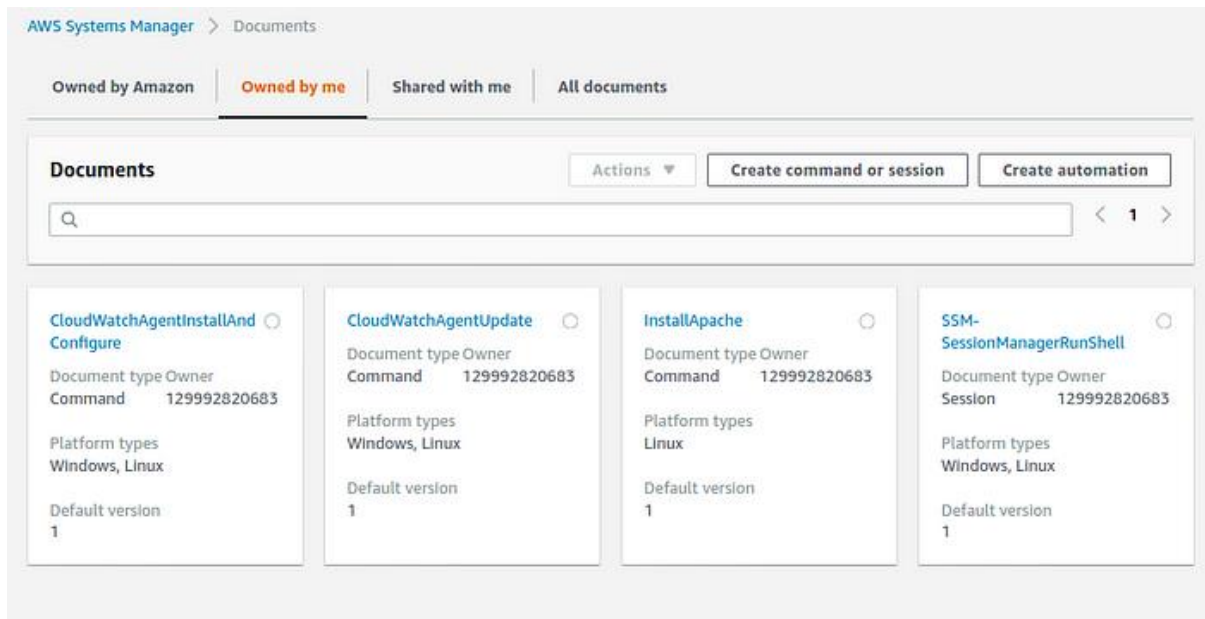 AWS Systems Manager > Documents
Owned by Amazon
Owned by me
Shared with me
All documents
Documents
Actions ▼
Create command or session
Create automation
< 1 >
CloudWatchAgentInstallAnd
Configure
Document type Owner
Command 129992820683
Platform types
Windows, Linux
Default version
1
CloudWatchAgentUpdate
Document type Owner
Command 129992820683
Platform types
Windows, Linux
Default version
1
InstallApache
Document type Owner
Command 129992820683
Platform types
Linux
Default version
1
SSM-
SessionManagerRunShell
Document type Owner
Session 129992820683
Platform types
Windows, Linux
Default version
1